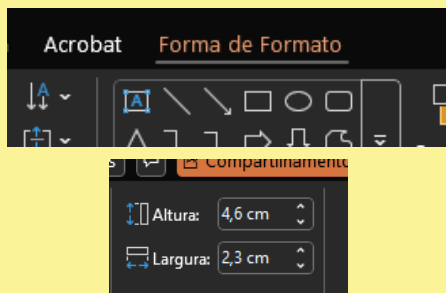 Acrobat Forma de Formato
A
A
Compartilhamento
Altura: 4,6 cm
Largura: 2,3 cm